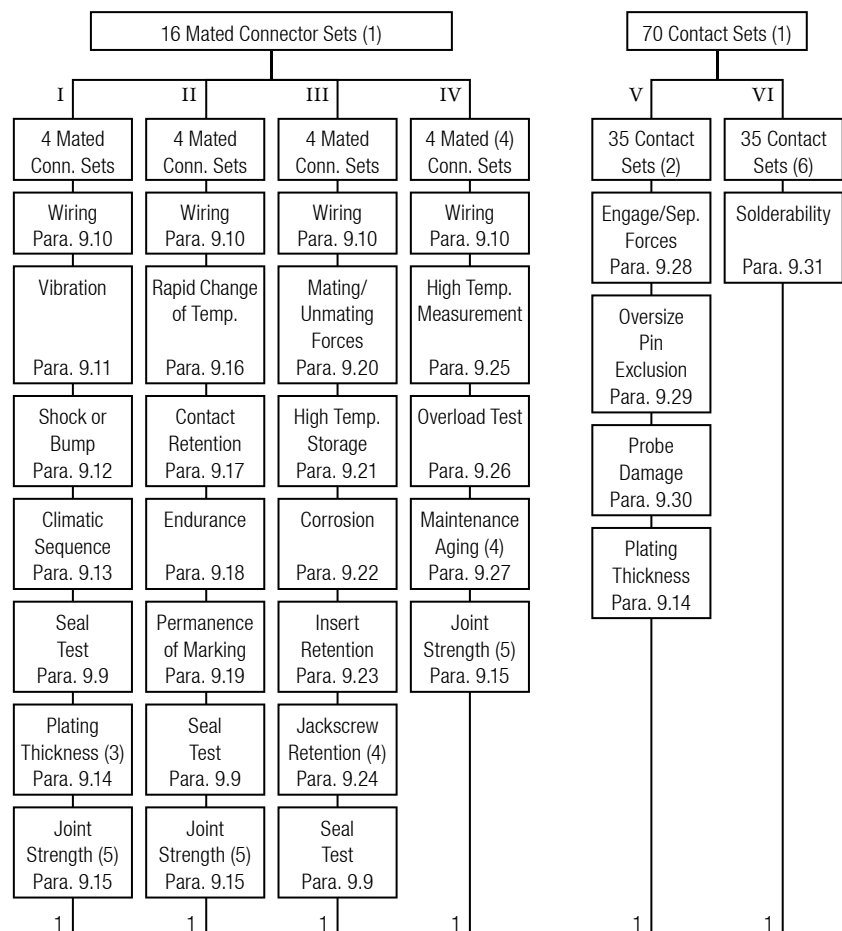 16 Mated Connector Sets (1)
70 Contact Sets (1)
I
4 Mated
Conn. Sets
Wiring
Para. 9.10
Vibration
Para. 9.11
Shock or
Bump
Para. 9.12
Climatic
Sequence
Para. 9.13
Seal
Test
Para. 9.9
Plating
Thickness (3)
Para. 9.14
Joint
Strength (5)
Para. 9.15
1
II
4 Mated
Conn. Sets
Wiring
Para. 9.10
Rapid Change
of Temp.
Para. 9.16
Contact
Retention
Para. 9.17
Endurance
Para. 9.18
Permanence
of Marking
Para. 9.19
Seal
Test
Para. 9.9
Joint
Strength (5)
Para. 9.15
1
III
4 Mated
Conn. Sets
Wiring
Para. 9.10
Mating/
Unmating
Forces
Para. 9.20
High Temp.
Storage
Para. 9.21
Corrosion
Para. 9.22
Insert
Retention
Para. 9.23
Jackscrew
Retention (4)
Para. 9.24
Seal
Test
Para. 9.9
1
IV
4 Mated (4)
Conn. Sets
Wiring
Para. 9.10
High Temp.
Measurement
Para. 9.25
Overload Test
Para. 9.26
Maintenance
Aging (4)
Para. 9.27
Joint
Strength (5)
Para. 9.15
1
V
35 Contact
Sets (2)
Engage/Sep.
Forces
Para. 9.28
Oversize
Pin
Exclusion
Para. 9.29
Probe
Damage
Para. 9.30
Plating
Thickness
Para. 9.14
1
VI
35 Contact
Sets (6)
Solderability
Para. 9.31
1